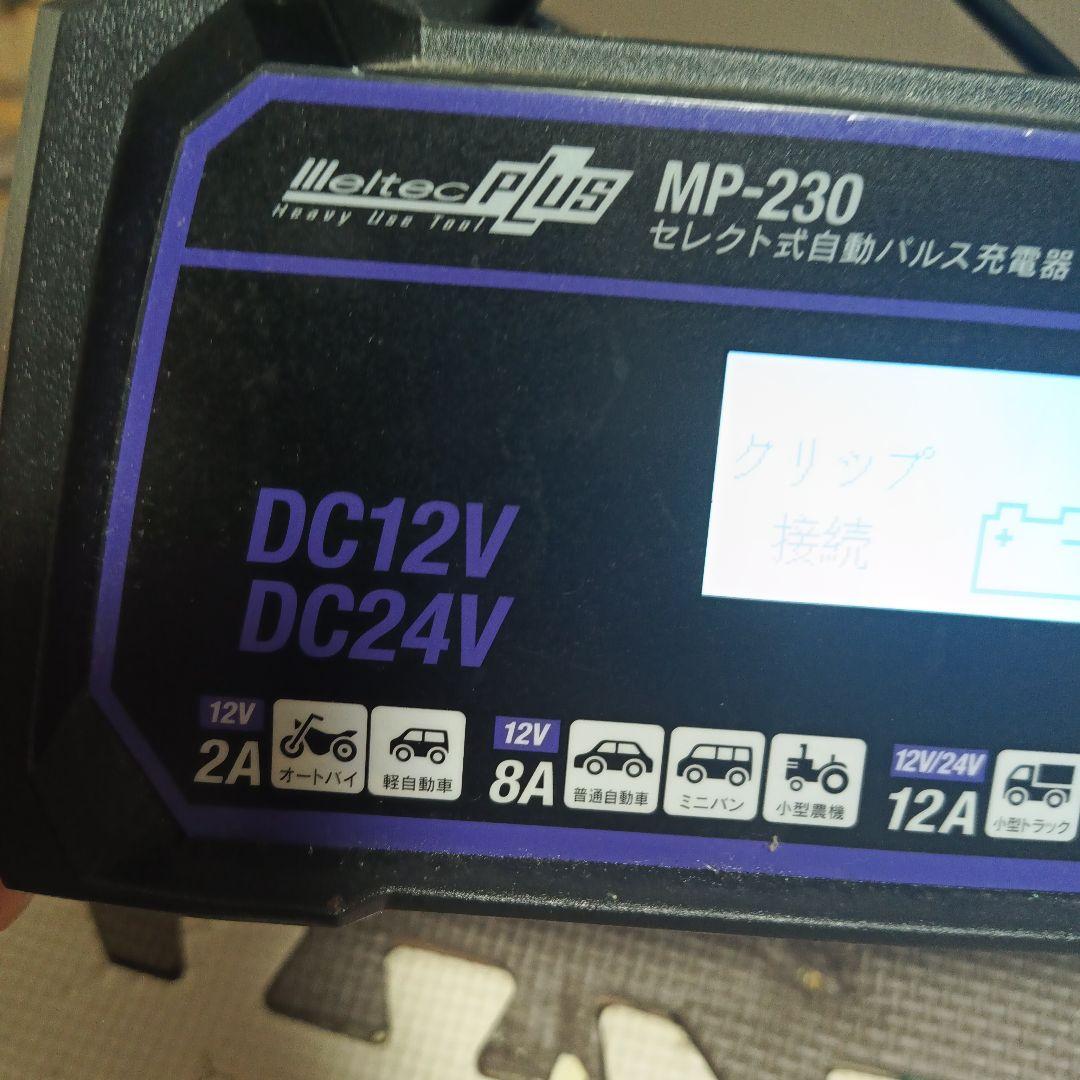 Meltec PLUS
Heavy Use Tool
MP-230
セレクト式自動パルス充電器
クリップ
接続
DC12V
DC24V
12V
2A
オートバイ
軽自動車
12V
8A
普通自動車
ミニバン
小型農機
12V/24V
12A
小型トラック